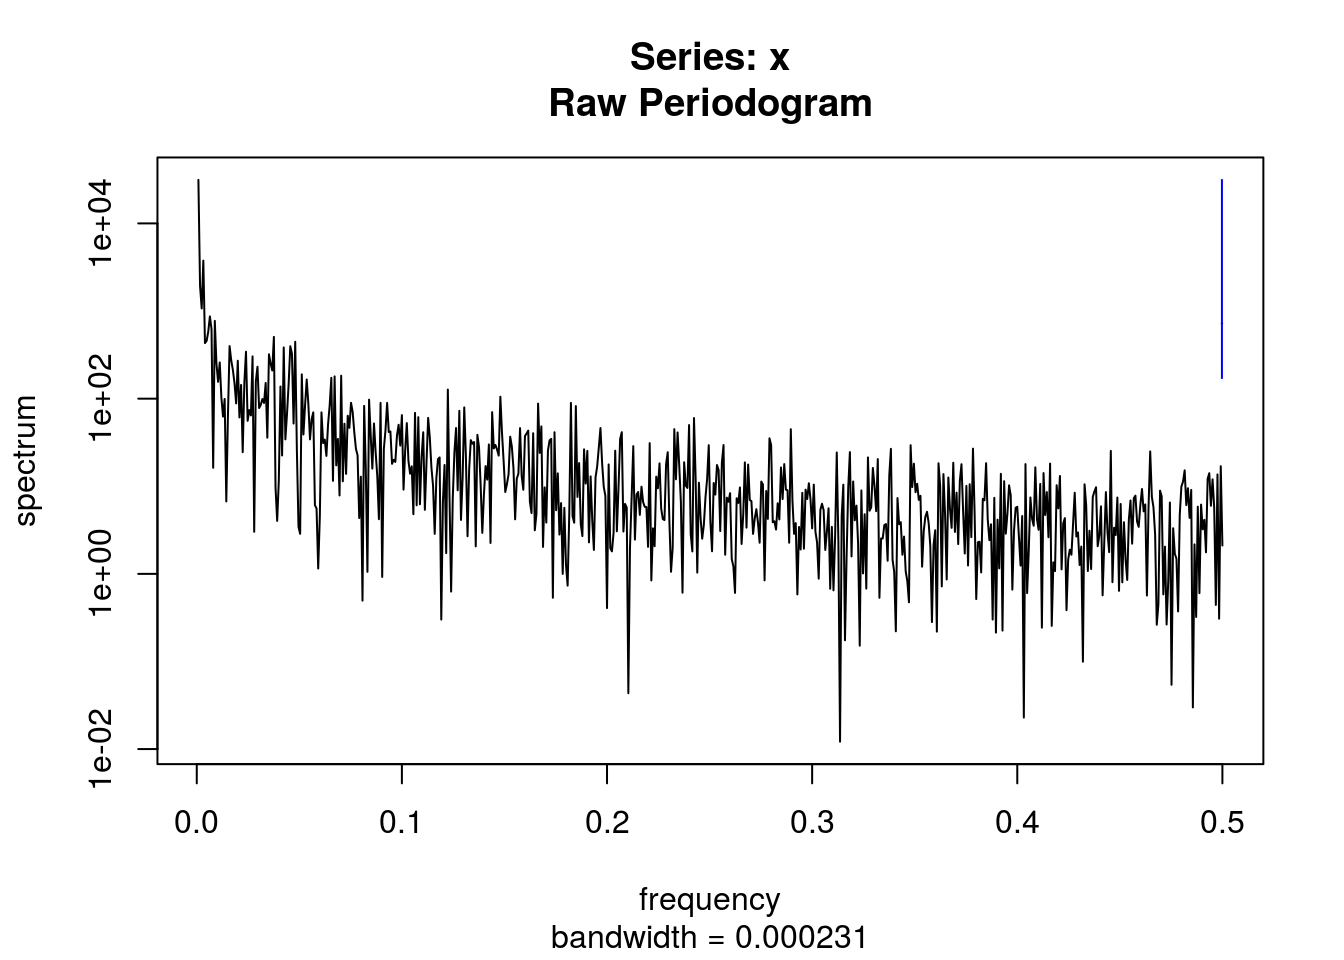 Series: x
Raw Periodogram
spectrum
1e+04
1e+02
1e+00
1e-02
0.0 0.1 0.2 0.3 0.4 0.5
frequency
bandwidth = 0.000231